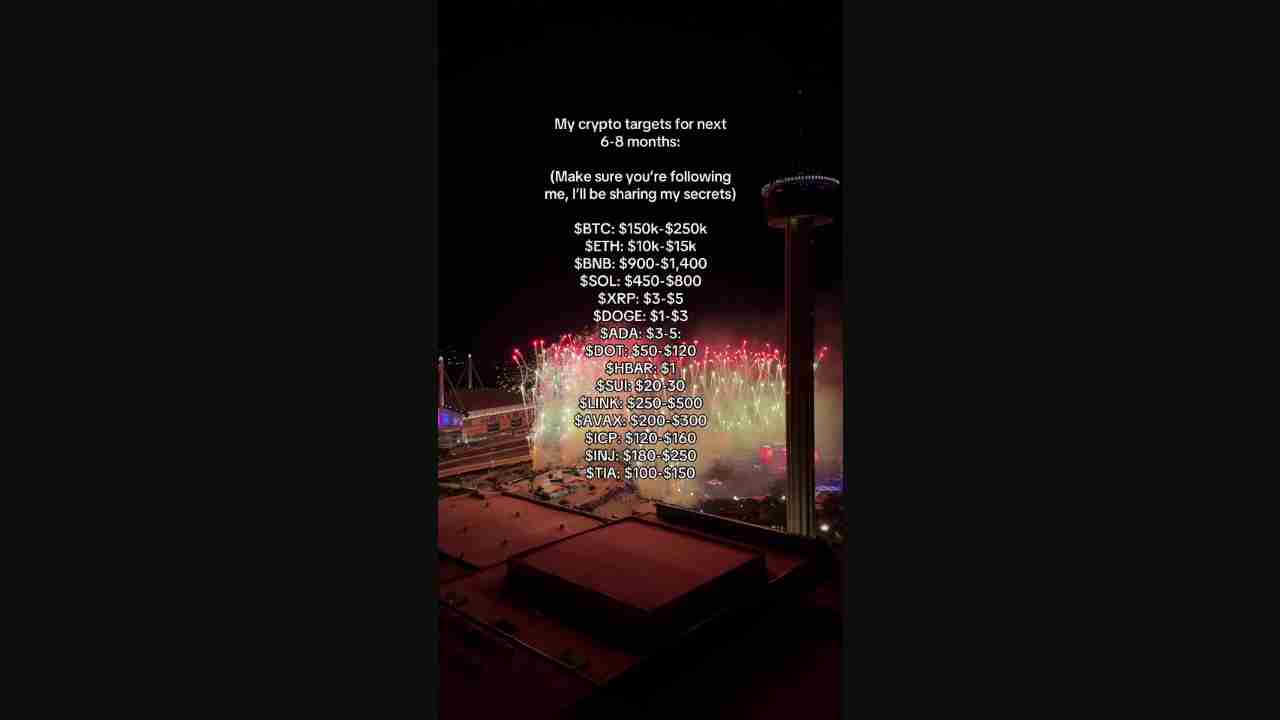 My crypto targets for next
6-8 months:
(Make sure you're following
me, I'll be sharing my secrets)
$BTC: $150k-$250k
$ETH: $10k-$15k
$BNB: $900-$1,400
$SOL: $450-$800
$XRP: $3-$5
$DOGE: $1-$3
$ADA: $3-5:
$DOT: $50-$120
$HBAR: $1
$SUI: $20-30
$LINK: $250-$500
$AVAX: $200-$300
$ICP: $120-$160
$INJ: $180-$250
$TIA: $100-$150